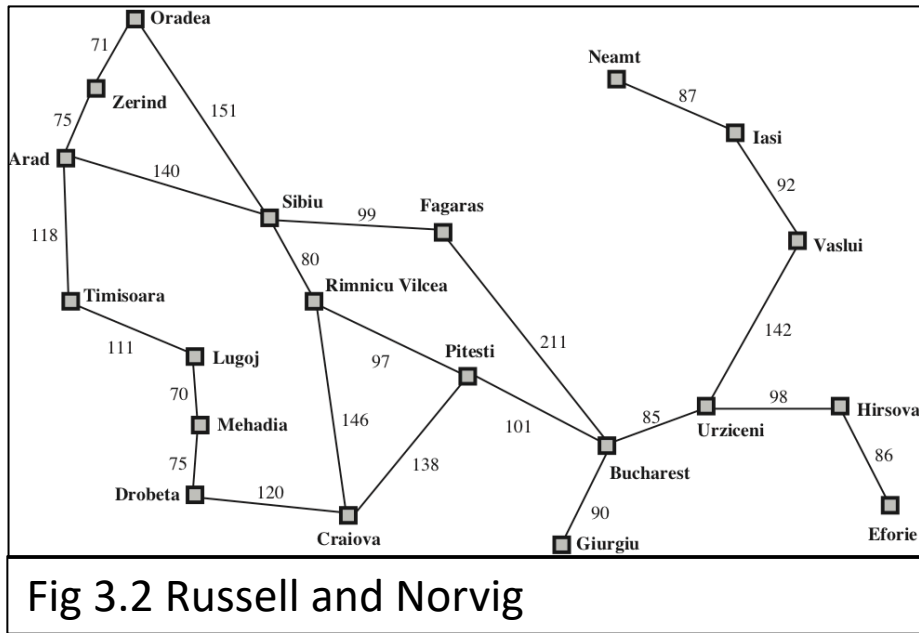 Oradea
71
Neamt
Zerind
87
151
75
Iasi
Arad
140
92
Sibiu
Fagaras
99
118
Vaslui
80
Timisoara
Rimnicu Vilcea
111
142
Lugoj
97
Pitesti
211
70
98
Hirsova
146
101
85
Urziceni
Mehadia
138
86
75
Bucharest
Drobeta
120
90
Craiova
Giurgiu
Eforie
Fig 3.2 Russell and Norvig